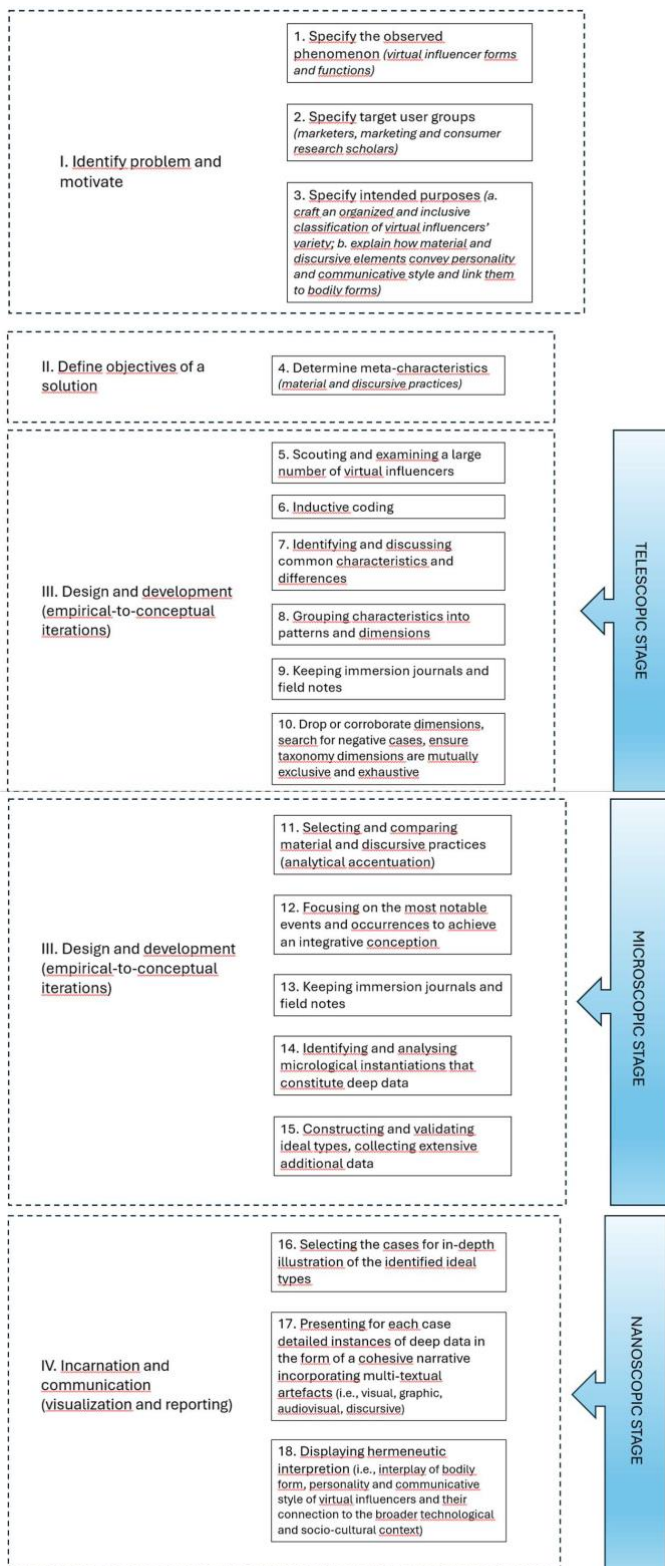 1. Specify the observed
phenomenon (virtual influencer forms
and functions)
I. Identify problem and
motivate
2. Specify target user groups
(marketers, marketing and consumer
research scholars)
3. Specify intended purposes (a.
craft an organized and inclusive
classification of virtual influencers'
variety; b. explain how material and
discursive elements convey personality
and communicative style and link them
to bodily forms)
II. Define objectives of a
solution
4. Determine meta-characteristics
(material and discursive practices)
III. Design and development
(empirical-to-conceptual
iterations)
5. Scouting and examining a large
number of virtual influencers
6. Inductive coding
7. Identifying and discussing
common characteristics and
differences
8. Grouping characteristics into
patterns and dimensions
9. Keeping immersion journals and
field notes
10. Drop or corroborate dimensions,
search for negative cases, ensure
taxonomy dimensions are mutually
exclusive and exhaustive
TELESCOPIC STAGE
III. Design and development
(empirical-to-conceptual
iterations)
11. Selecting and comparing
material and discursive practices
(analytical accentuation)
12. Focusing on the most notable
events and occurrences to achieve
an integrative conception
13. Keeping immersion journals and
field notes
14. Identifying and analysing
micrological instantiations that
constitute deep data
15. Constructing and validating
ideal types, collecting extensive
additional data
MICROSCOPIC STAGE
IV. Incarnation and
communication
(visualization and reporting)
16. Selecting the cases for in-depth
illustration of the identified ideal
types
17. Presenting for each case
detailed instances of deep data in
the form of a cohesive narrative
incorporating multi-textual
artefacts (i.e., visual, graphic,
audiovisual, discursive)
18. Displaying hermeneutic
interpretion (i.e., interplay of bodily
form, personality and communicative
style of virtual influencers and their
connection to the broader technological
and socio-cultural context)
NANOSCOPIC STAGE